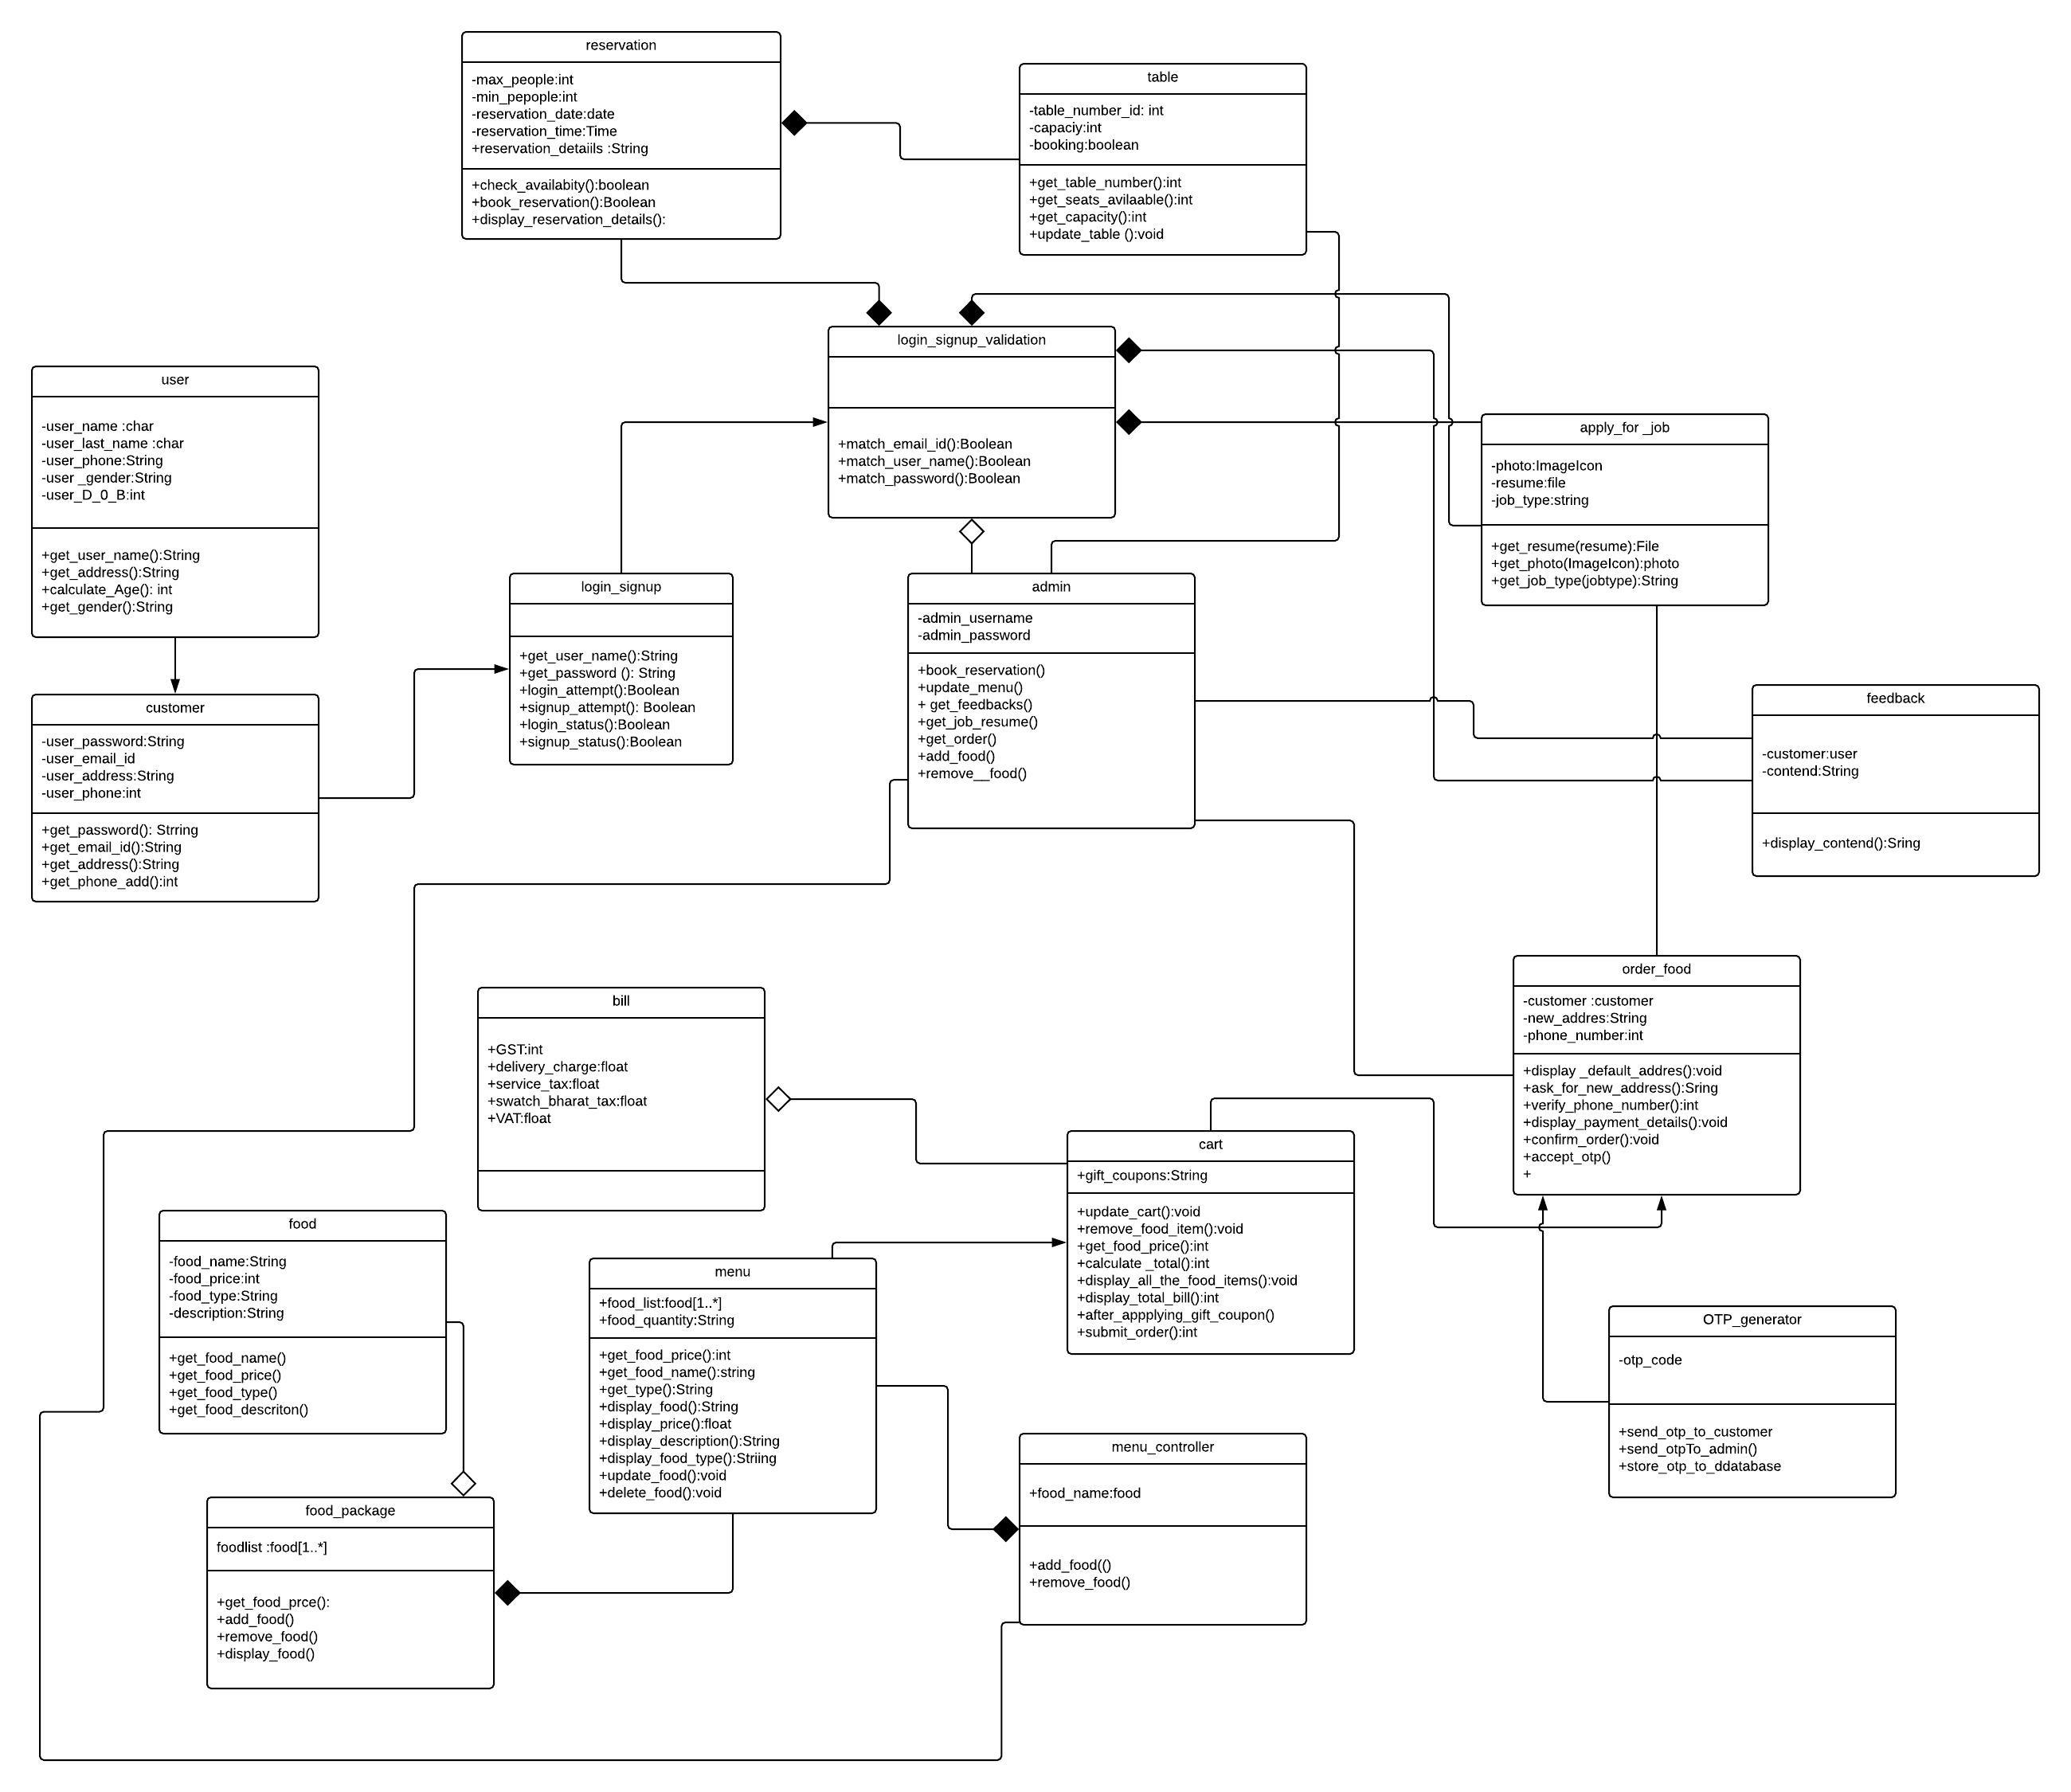 reservation
-max_people:int
-min_pepople:int
-reservation_date:date
-reservation_time:Time
+reservation_detaiils :String
+check_availabity():boolean
+book_reservation():Boolean
+display_reservation_details():
table
-table_number_id: int
-capaciy:int
-booking:boolean
+get_table_number():int
+get_seats_avilaable():int
+get_capacity():int
+update_table ():void
login_signup_validation
+match_email_id():Boolean
+match_user_name():Boolean
+match_password():Boolean
user
-user_name :char
-user_last_name :char
-user_phone:String
-user _gender:String
-user_D_0_B:int
+get_user_name():String
+get_address():String
+calculate_Age(): int
+get_gender():String
apply_for _job
-photo:ImageIcon
-resume:file
-job_type:string
+get_resume(resume):File
+get_photo(ImageIcon):photo
+get_job_type(jobtype):String
login_signup
+get_user_name():String
+get_password (): String
+login_attempt():Boolean
+signup_attempt(): Boolean
+login_status():Boolean
+signup_status():Boolean
admin
-admin_username
-admin_password
+book_reservation()
+update_menu()
+ get_feedbacks()
+get_job_resume()
+get_order()
+add_food()
+remove__food()
customer
-user_password:String
-user_email_id
-user_address:String
-user_phone:int
+get_password(): Strring
+get_email_id():String
+get_address():String
+get_phone_add():int
feedback
-customer:user
-contend:String
+display_contend():Sring
order_food
-customer :customer
-new_addres:String
-phone_number:int
+display _default_addres():void
+ask_for_new_address():Sring
+verify_phone_number():int
+display_payment_details():void
+confirm_order():void
+accept_otp()
+
bill
+GST:int
+delivery_charge:float
+service_tax:float
+swatch_bharat_tax:float
+VAT:float
cart
+gift_coupons:String
+update_cart():void
+remove_food_item():void
+get_food_price():int
+calculate _total():int
+display_all_the_food_items():void
+display_total_bill():int
+after_appplying_gift_coupon()
+submit_order():int
food
-food_name:String
-food_price:int
-food_type:String
-description:String
+get_food_name()
+get_food_price()
+get_food_type()
+get_food_descriton()
menu
+food_list:food[1..*]
+food_quantity:String
+get_food_price():int
+get_food_name():string
+get_type():String
+display_food():String
+display_price():float
+display_description():String
+display_food_type():Striing
+update_food():void
+delete_food():void
OTP_generator
-otp_code
+send_otp_to_customer
+send_otpTo_admin()
+store_otp_to_ddatabase
menu_controller
+food_name:food
+add_food(()
+remove_food()
food_package
foodlist :food[1..*]
+get_food_prce():
+add_food()
+remove_food()
+display_food()